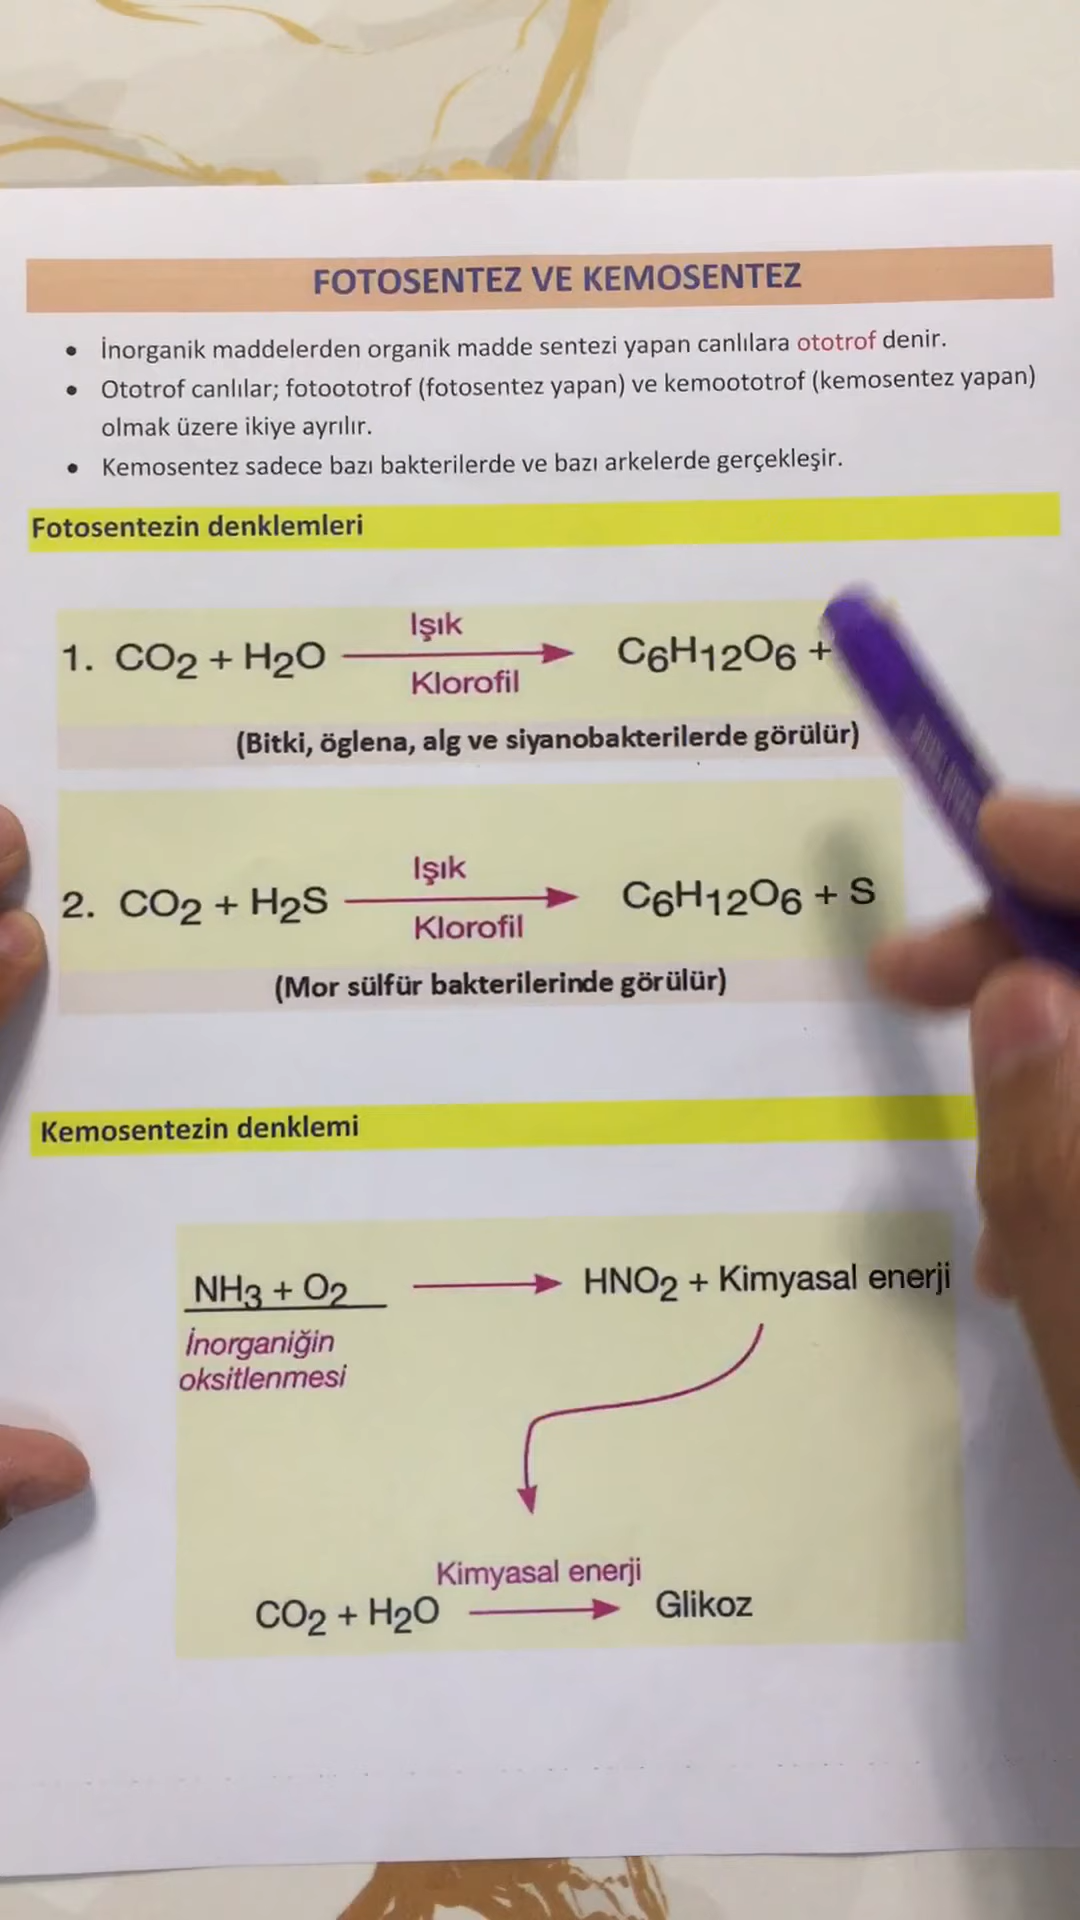 FOTOSENTEZ VE KEMOSENTEZ
• İnorganik maddelerden organik madde sentezi yapan canlılara ototrof denir.
• Ototrof canlılar; fotoototrof (fotosentez yapan) ve kemoototrof (kemosentez yapan)
olmak üzere ikiye ayrılır.
• Kemosentez sadece bazı bakterilerde ve bazı arkelerde gerçekleşir.
Fotosentezin denklemleri
Işık
1. CO2 + H2O → C6H12O6 +
Klorofil
(Bitki, öglena, alg ve siyanobakterilerde görülür)
Işık
2. CO2 + H2S → C6H12O6 + S
Klorofil
(Mor sülfür bakterilerinde görülür)
Kemosentezin denklemi
NH3 + O2 → HNO2 + Kimyasal enerji
İnorganiğin
oksitlenmesi
Kimyasal enerji
CO2 + H2O → Glikoz